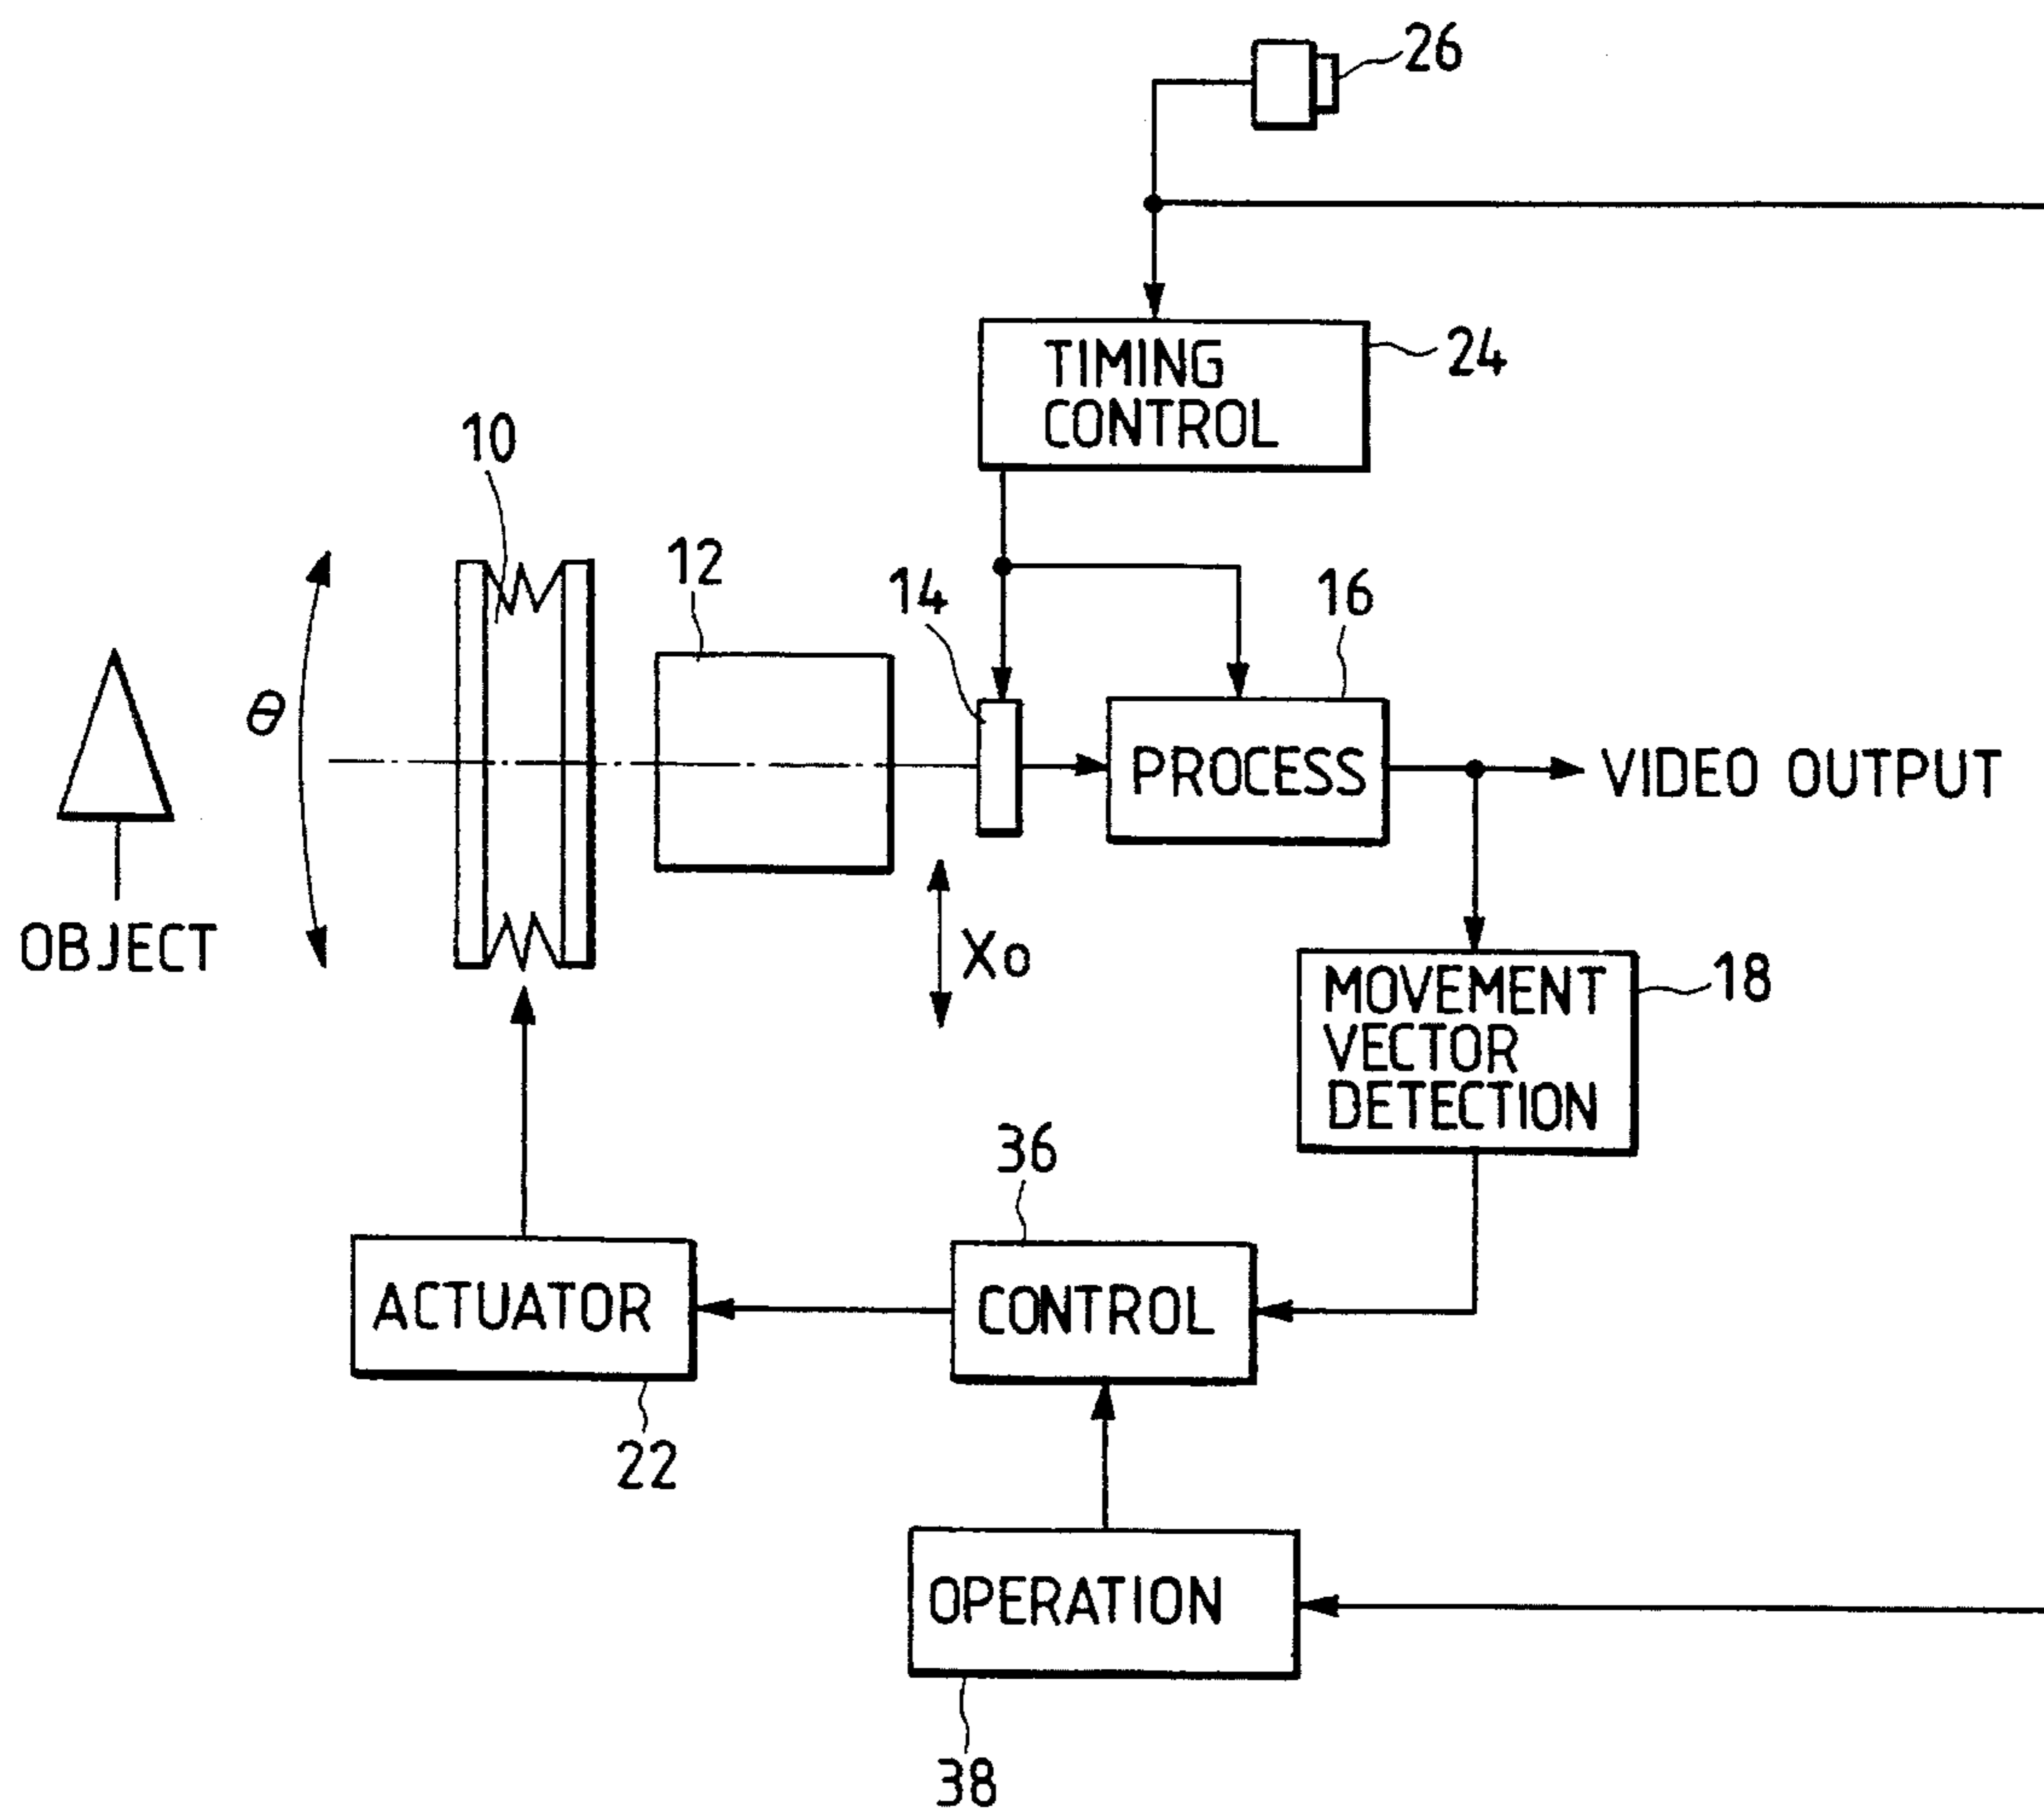 26
TIMING
CONTROL
24
10
12
14
16
θ
PROCESS
VIDEO OUTPUT
OBJECT
Xo
MOVEMENT
VECTOR
DETECTION
18
36
ACTUATOR
CONTROL
22
OPERATION
38